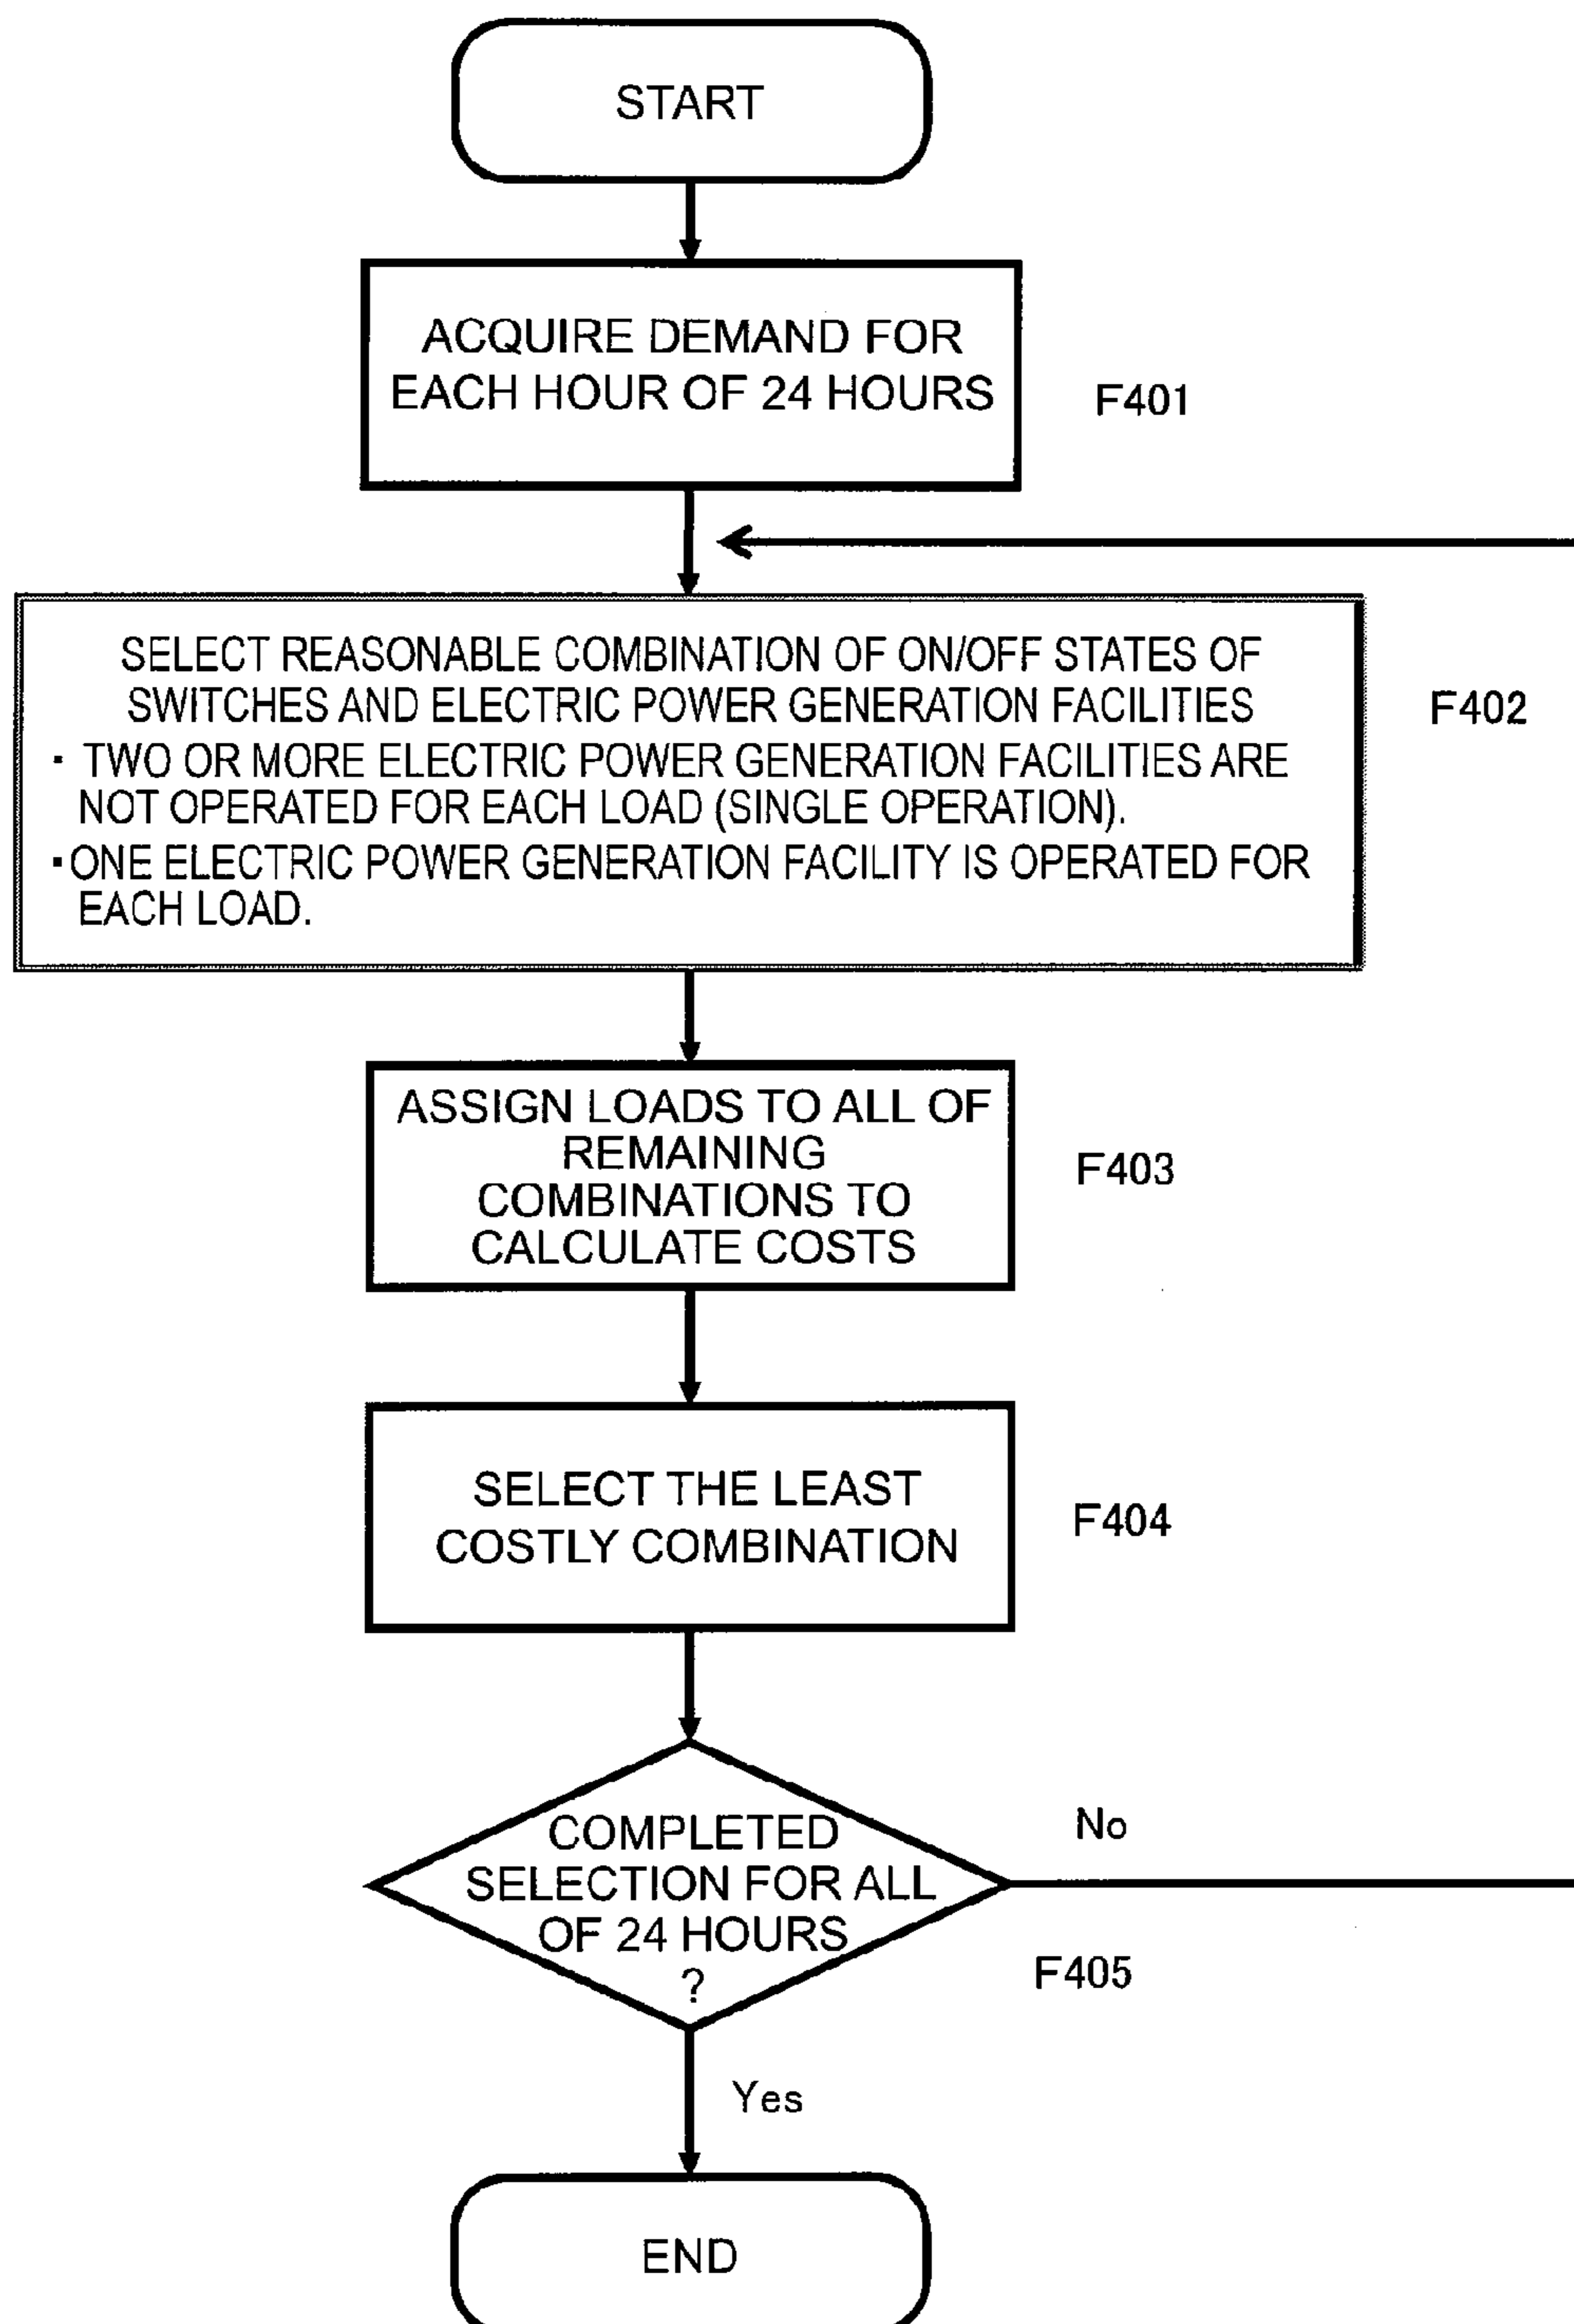 START
ACQUIRE DEMAND FOR
EACH HOUR OF 24 HOURS
F401
SELECT REASONABLE COMBINATION OF ON/OFF STATES OF
SWITCHES AND ELECTRIC POWER GENERATION FACILITIES
F402
・ TWO OR MORE ELECTRIC POWER GENERATION FACILITIES ARE
NOT OPERATED FOR EACH LOAD (SINGLE OPERATION).
・ONE ELECTRIC POWER GENERATION FACILITY IS OPERATED FOR
EACH LOAD.
ASSIGN LOADS TO ALL OF
REMAINING
COMBINATIONS TO
CALCULATE COSTS
F403
SELECT THE LEAST
COSTLY COMBINATION
F404
COMPLETED
SELECTION FOR ALL
OF 24 HOURS
?
No
F405
Yes
END